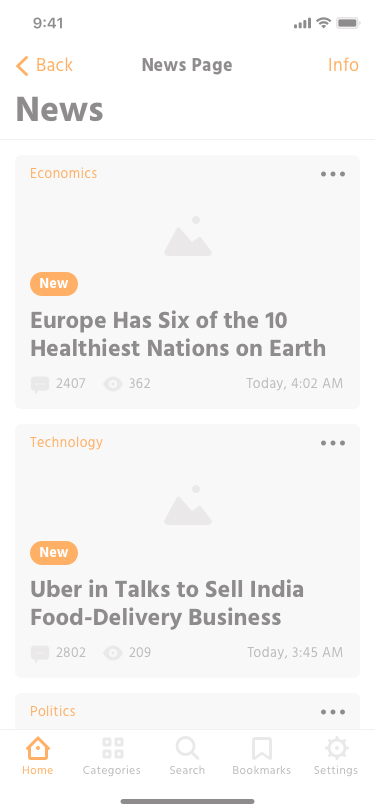 9:41
Back
News Page
Info
News
Economics
New
Europe Has Six of the 10
Healthiest Nations on Earth
2407
362
Today, 4:02 AM
Technology
New
Uber in Talks to Sell India
Food-Delivery Business
2802
209
Today, 3:45 AM
Politics
Home
Categories
Search
Bookmarks
Settings